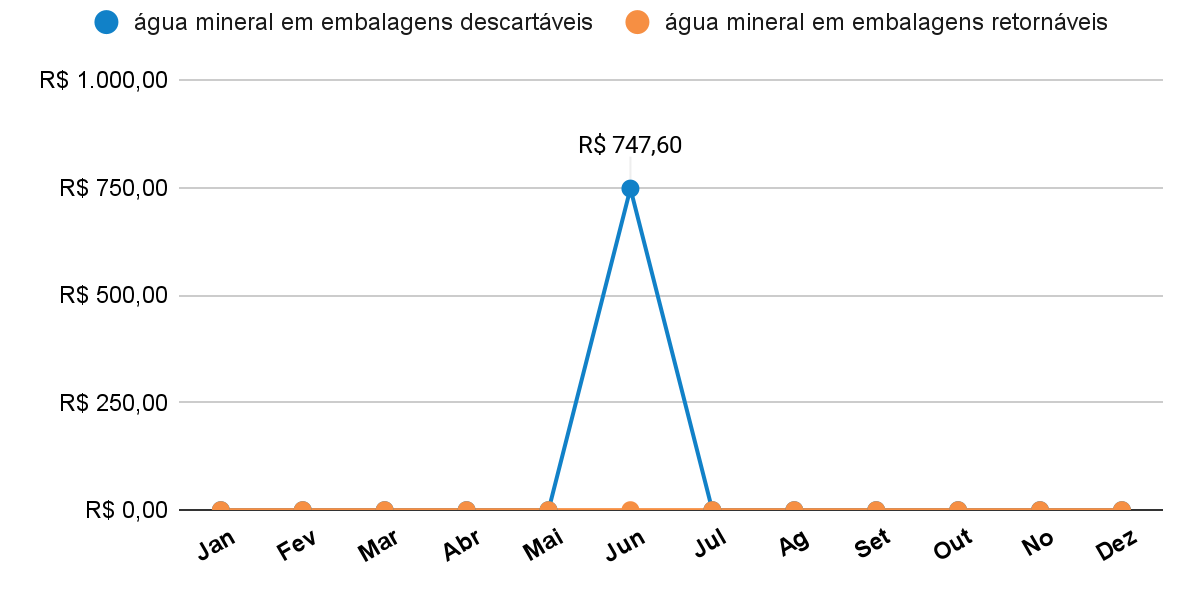 água mineral em embalagens descartáveis água mineral em embalagens retornáveis
R$ 1.000,00
R$ 747,60
R$ 750,00
R$ 500,00
R$ 250,00
R$ 0,00
Jan Fev Mar Abr Mai Jun Jul Ag Set Out No Dez